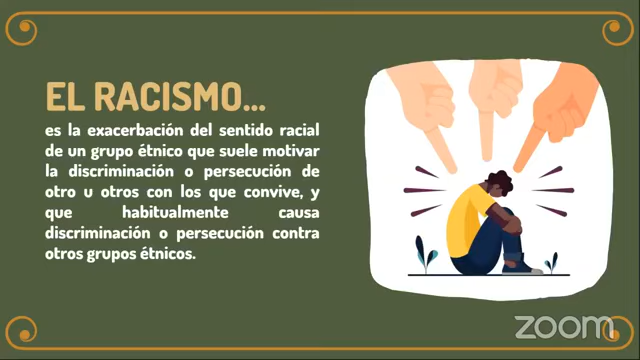 EL RACISMO...
es la exacerbación del sentido racial
de un grupo étnico que suele motivar
la discriminación o persecución de
otro u otros con los que convive, y
que habitualmente causa
discriminación o persecución contra
otros grupos étnicos.
zoom